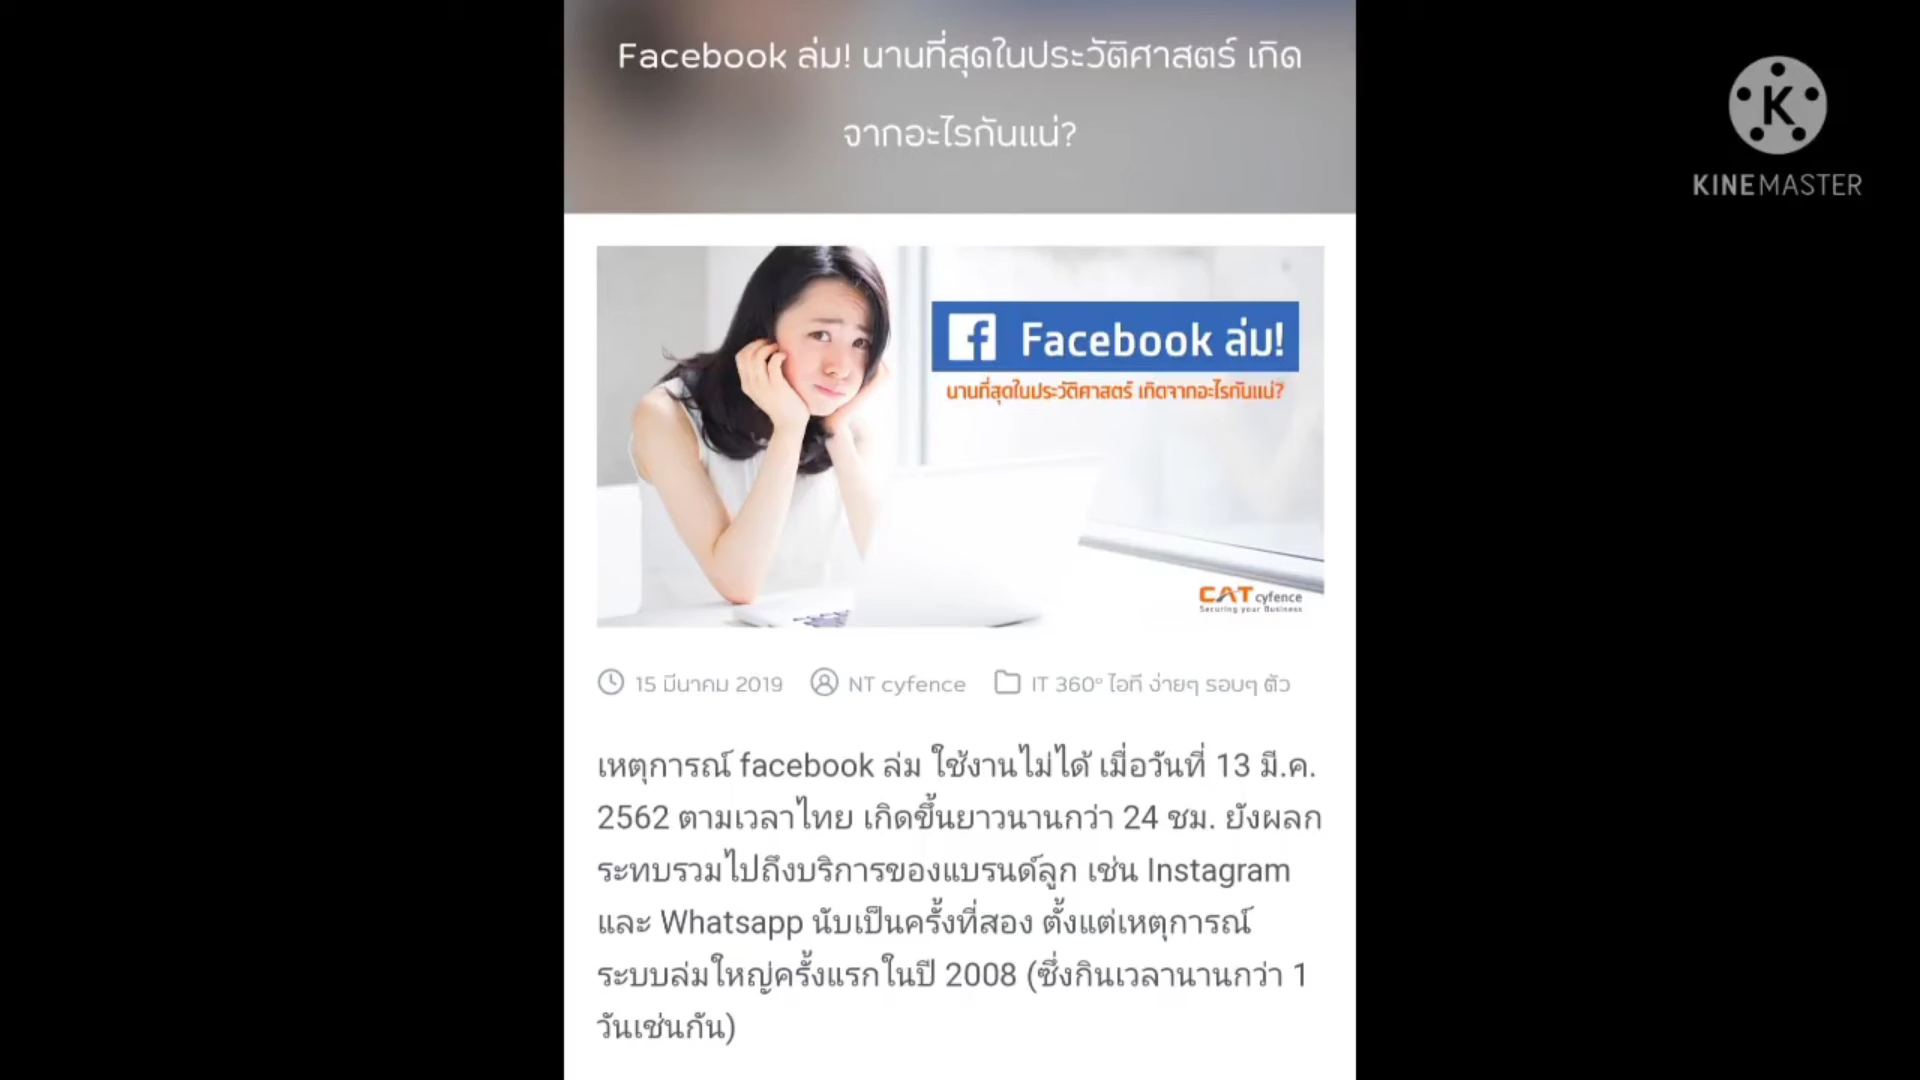 Facebook ล่ม! นานที่สุดในประวัติศาสตร์ เกิด
จากอะไรกันแน่?
K
KINEMASTER
f Facebook ล่ม!
นานที่สุดในประวัติศาสตร์ เกิดจากอะไรกันแน่?
CAT cyfence
Securing your Business
15 มีนาคม 2019 NT cyfence IT 360º ไอที ง่ายๆ รอบๆ ตัว
เหตุการณ์ facebook ล่ม ใช้งานไม่ได้ เมื่อวันที่ 13 มี.ค.
2562 ตามเวลาไทย เกิดขึ้นยาวนานกว่า 24 ชม. ยังผลก
ระทบรวมไปถึงบริการของแบรนด์ลูก เช่น Instagram
และ Whatsapp นับเป็นครั้งที่สอง ตั้งแต่เหตุการณ์
ระบบล่มใหญ่ครั้งแรกในปี 2008 (ซึ่งกินเวลานานกว่า 1
วันเช่นกัน)